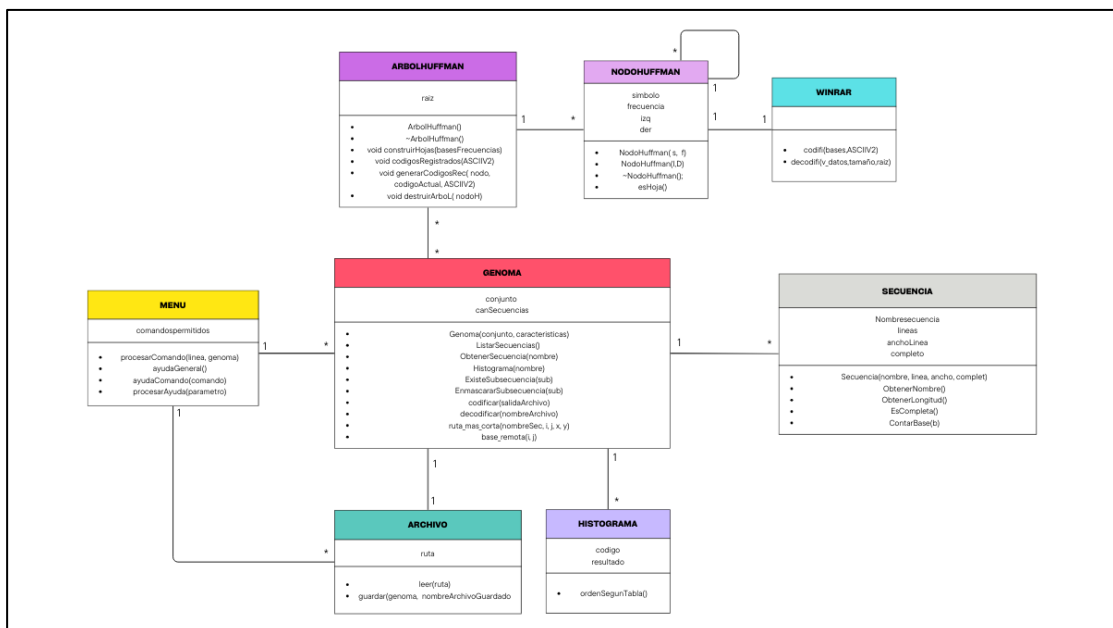 ARBOLHUFFMAN
raiz
ArbolHuffman()
~ArbolHuffman()
void construirHojas(basesFrecuencias)
void codigosRegistrados(ASCIIV2)
void generarCodigosRec( nodo,
codigoActual, ASCIIV2)
void destruirArboL( nodoH)
1
*
*
*
NODOHUFFMAN
simbolo
frecuencia
izq
der
NodoHuffman( s, f)
NodoHuffman(I,D)
~NodoHuffman();
esHoja()
*
1
1
1
WINRAR
codifi(bases,ASCIIV2)
decodifi(v_datos,tamaño,raiz)
MENU
comandospermitidos
procesarComando(linea, genoma)
ayudaGeneral()
ayudaComando(comando)
procesarAyuda(parametro)
1
*
1
*
GENOMA
conjunto
canSecuencias
Genoma(conjunto, caracteristicas)
ListarSecuencias()
ObtenerSecuencia(nombre)
Histograma(nombre)
ExisteSubsecuencia(sub)
EnmascararSubsecuencia(sub)
codificar(salidaArchivo)
decodificar(nombreArchivo)
ruta_mas_corta(nombreSec, i, j, x, y)
base_remota(i, j)
1
*
SECUENCIA
Nombresecuencia
lineas
anchoLinea
completo
Secuencia(nombre, linea, ancho, complet)
ObtenerNombre()
ObtenerLongitud()
EsCompleta()
ContarBase(b)
1
1
1
*
ARCHIVO
ruta
leer(ruta)
guardar(genoma, nombreArchivoGuardado
HISTOGRAMA
codigo
resultado
ordenSegunTabla()